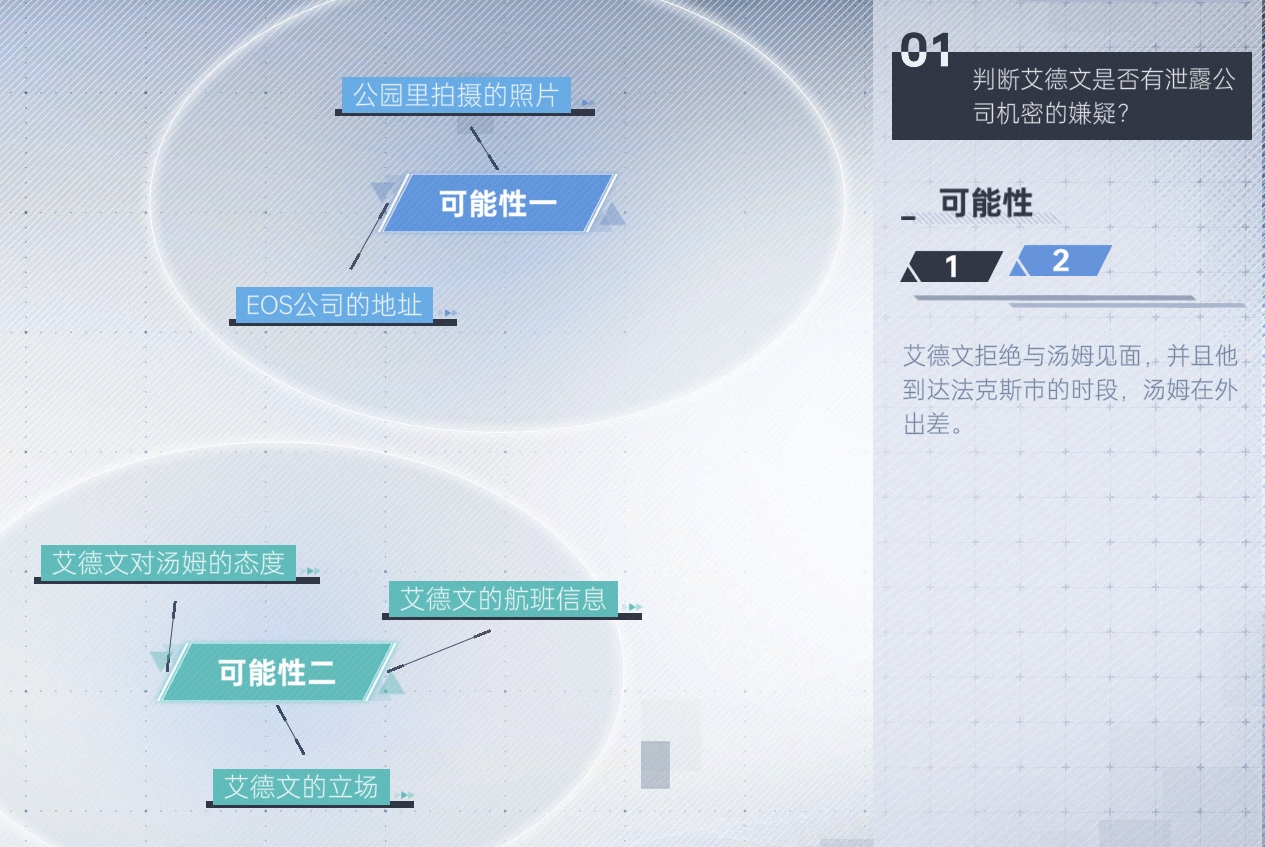 公园里拍摄的照片
可能性一
EOS公司的地址
艾德文对汤姆的态度
艾德文的航班信息
可能性二
艾德文的立场
01
判断艾德文是否有泄露公
司机密的嫌疑？
可能性
1
2
艾德文拒绝与汤姆见面，并且他
到达法克斯市的时段，汤姆在外
出差。